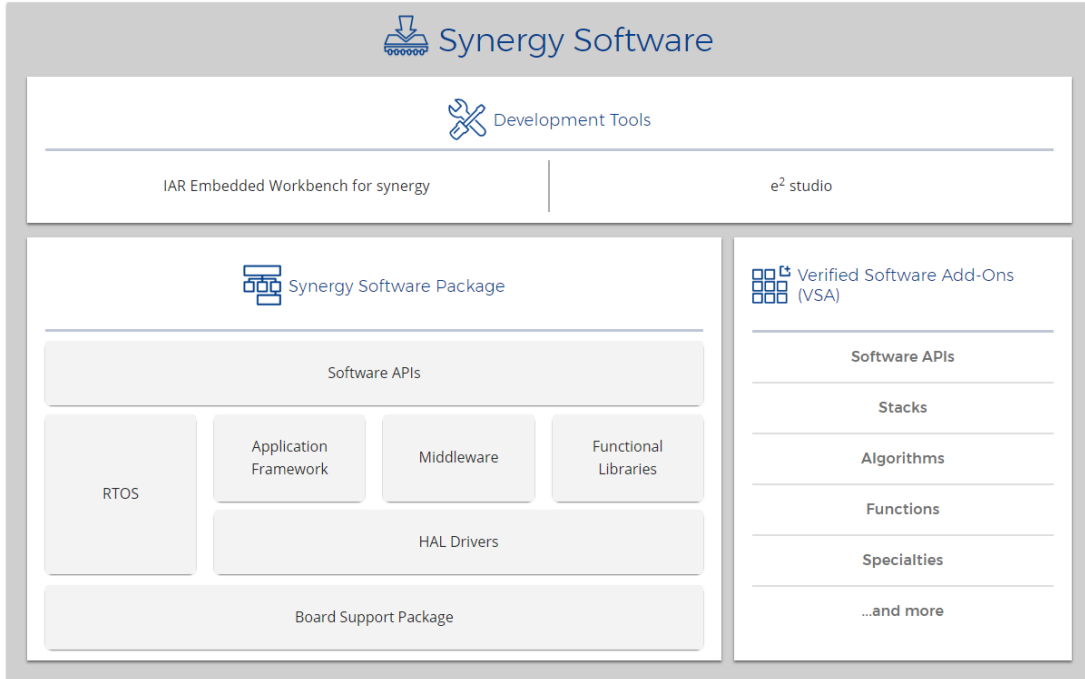 Synergy Software
Development Tools
IAR Embedded Workbench for synergy
e² studio
Synergy Software Package
Software APIs
RTOS
Application
Framework
Middleware
Functional
Libraries
HAL Drivers
Board Support Package
Verified Software Add-Ons
(VSA)
Software APIs
Stacks
Algorithms
Functions
Specialties
...and more